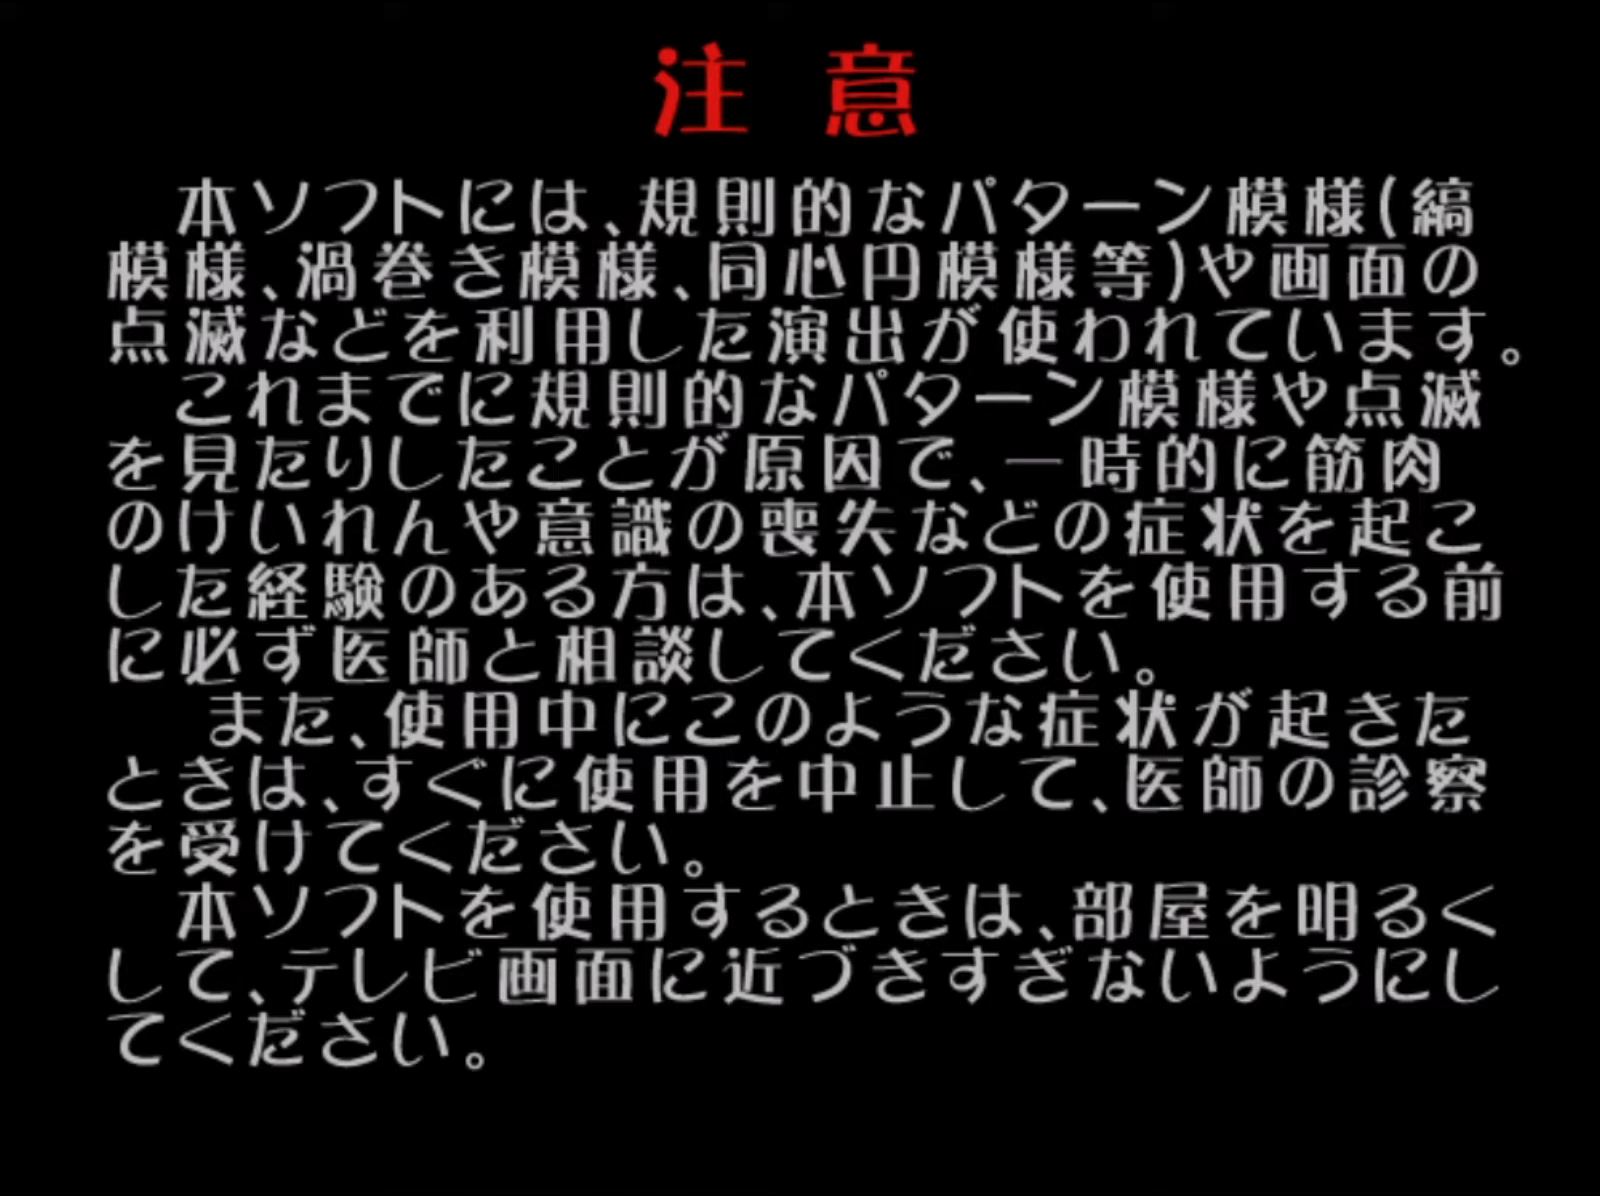 注 意
本ソフトには、規則的なパターン模様(縞
模様、渦巻き模様、同心円模様等)や画面の
点滅などを利用した演出が使われています。
これまでに規則的なパターン模様や点滅
を見たりしたことが原因で、一時的に筋肉
のけいれんや意識の喪失などの症状を起こ
した経験のある方は、本ソフトを使用する前
に必ず医師と相談してください。
また、使用中にこのような症状が起きた
ときは、すぐに使用を中止して、医師の診察
を受けてください。
本ソフトを使用するときは、部屋を明るく
して、テレビ画面に近づきすぎないようにし
てください。